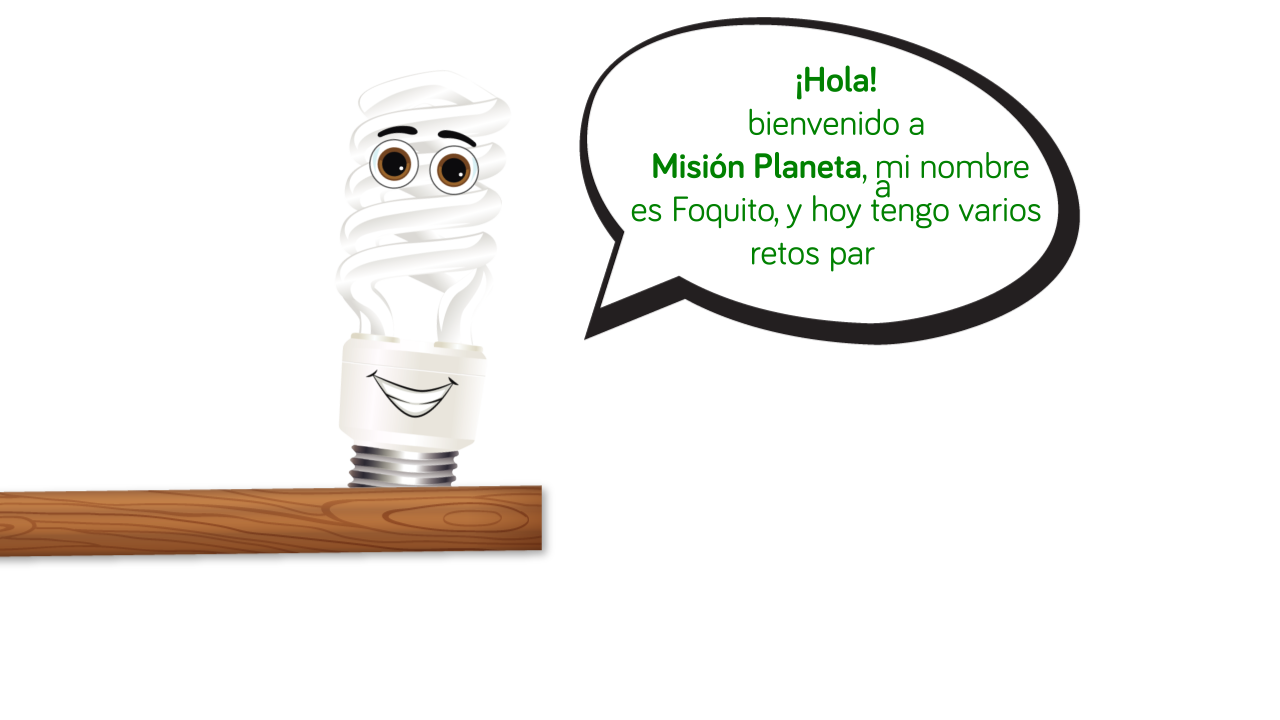 ¡Hola!
bienvenido a
Misión Planeta, mi nombre
es Foquito, y hoy tengo varios
retos par
a